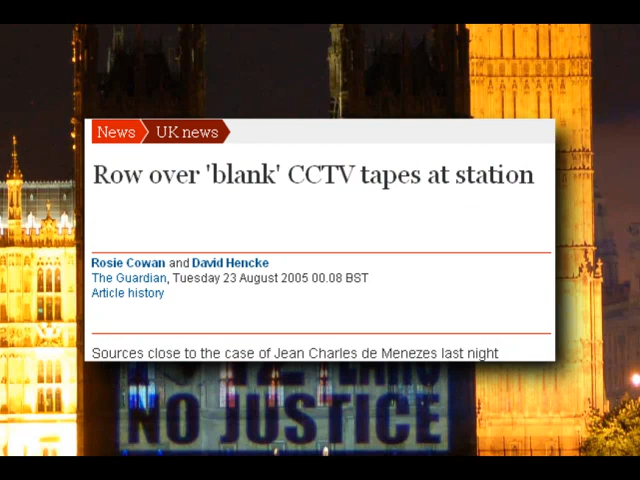 News UK news
Row over 'blank' CCTV tapes at station
Rosie Cowan and David Hencke
The Guardian, Tuesday 23 August 2005 00.08 BST
Article history
Sources close to the case of Jean Charles de Menezes last night
NO JUSTICE